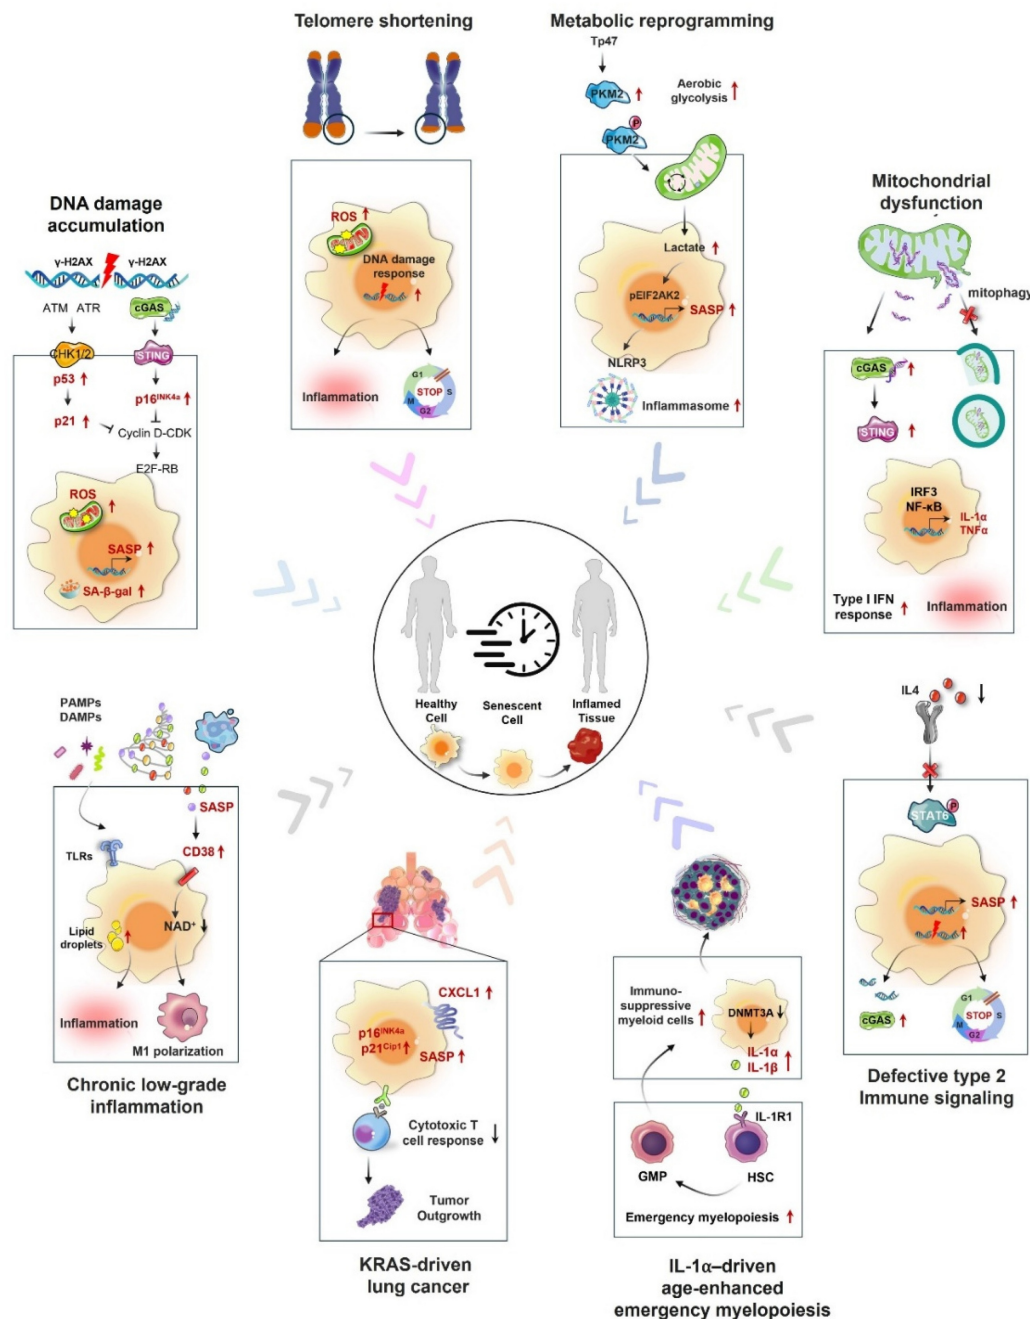 Telomere shortening
ROS
DNA damage
response
Inflammation
G1
S
STOP
M
G2
Metabolic reprogramming
Tp47
PKM2
Aerobic
glycolysis
P
PKM2
Lactate
pEIF2AK2
SASP
NLRP3
Inflammasome
DNA damage
accumulation
γ-H2AX
γ-H2AX
ATM ATR
cGAS
CHK1/2
STING
p53
p16INK4a
p21
Cyclin D-CDK
E2F-RB
ROS
SASP
SA-β-gal
Mitochondrial
dysfunction
mitophagy
cGAS
STING
IRF3
NF-κB
IL-1α
TNFα
Type I IFN
response
Inflammation
Healthy
Cell
Senescent
Cell
Inflamed
Tissue
PAMPs
DAMPs
SASP
TLRs
CD38
NAD+
Lipid
droplets
Inflammation
M1 polarization
Chronic low-grade
inflammation
CXCL1
p16INK4a
p21Cip1
SASP
Cytotoxic T
cell response
Tumor
Outgrowth
KRAS-driven
lung cancer
Immuno-
suppressive
myeloid cells
DNMT3A
IL-1α
IL-1β
IL-1R1
GMP
HSC
Emergency myelopoiesis
IL-1α–driven
age-enhanced
emergency myelopoiesis
IL4
P
STAT6
SASP
cGAS
G1
S
STOP
M
G2
Defective type 2
Immune signaling